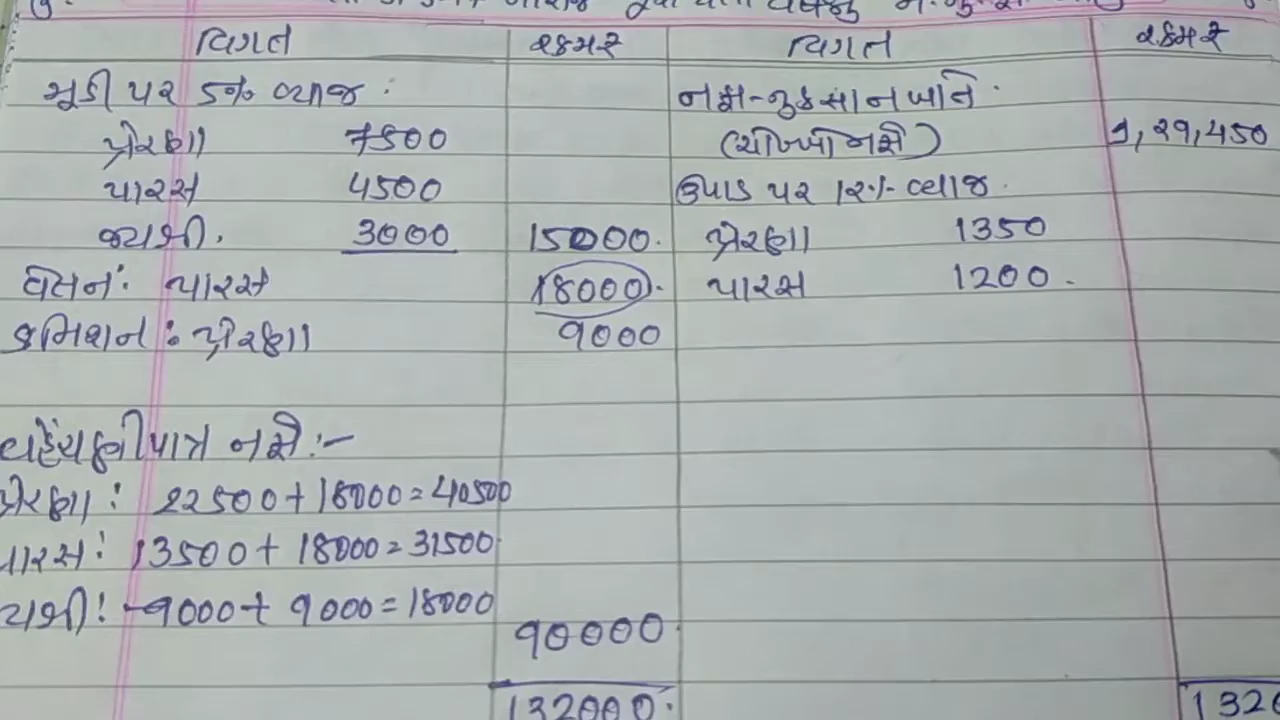 વિગત રકમ ₹ વિગત રકમ ₹
મૂડી પર 5% વ્યાજ : નફા-નુકસાન ખાતે
પ્રેરણા 7500 (ચોખ્ખો નફો) 1,29,450
પારસ 4500 ઉપાડ પર 12% વ્યાજ
જયશ્રી. 3000 15000. પ્રેરણા 1350
વેતન: પારસ 18000. પારસ 1200.
કમિશન : પ્રેરણા 9000
વહેંચણીપાત્ર નફો :-
પ્રેરણા : 22500 + 18000 = 40500
પારસ : 13500 + 18000 = 31500
9000 + 9000 = 18000
90000.
132000.